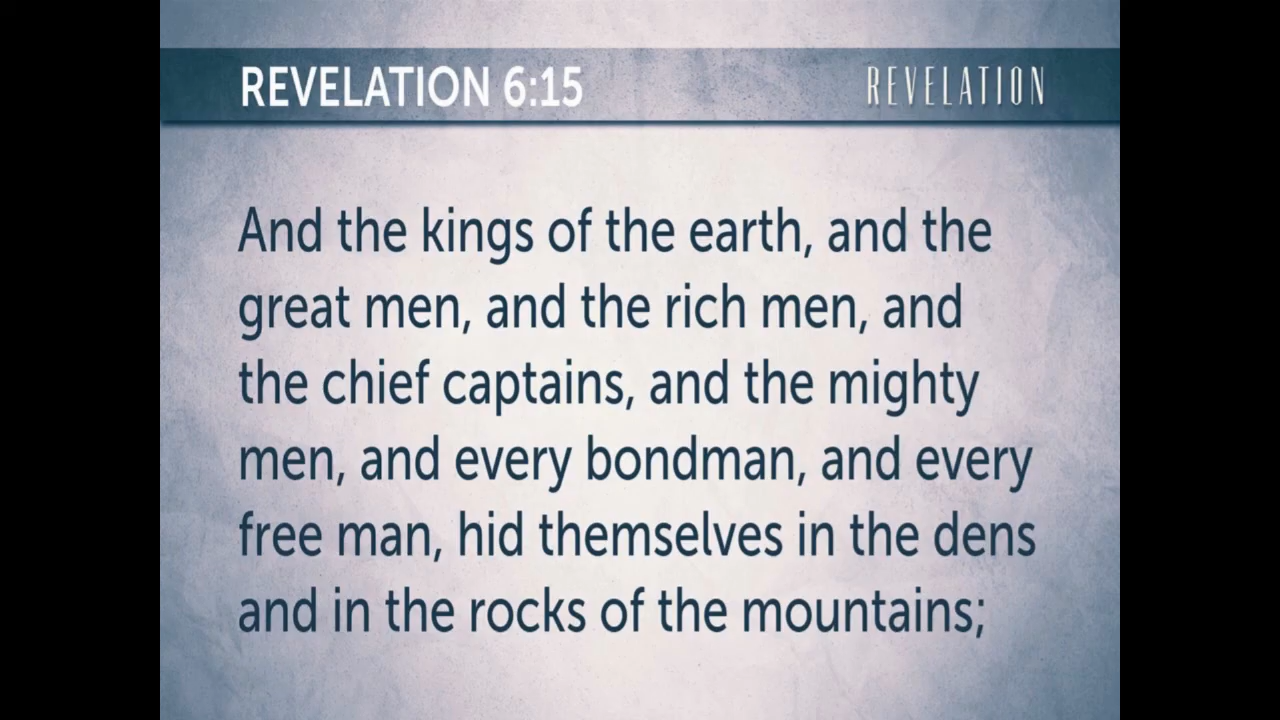 REVELATION 6:15
REVELATION
And the kings of the earth, and the
great men, and the rich men, and
the chief captains, and the mighty
men, and every bondman, and every
free man, hid themselves in the dens
and in the rocks of the mountains;